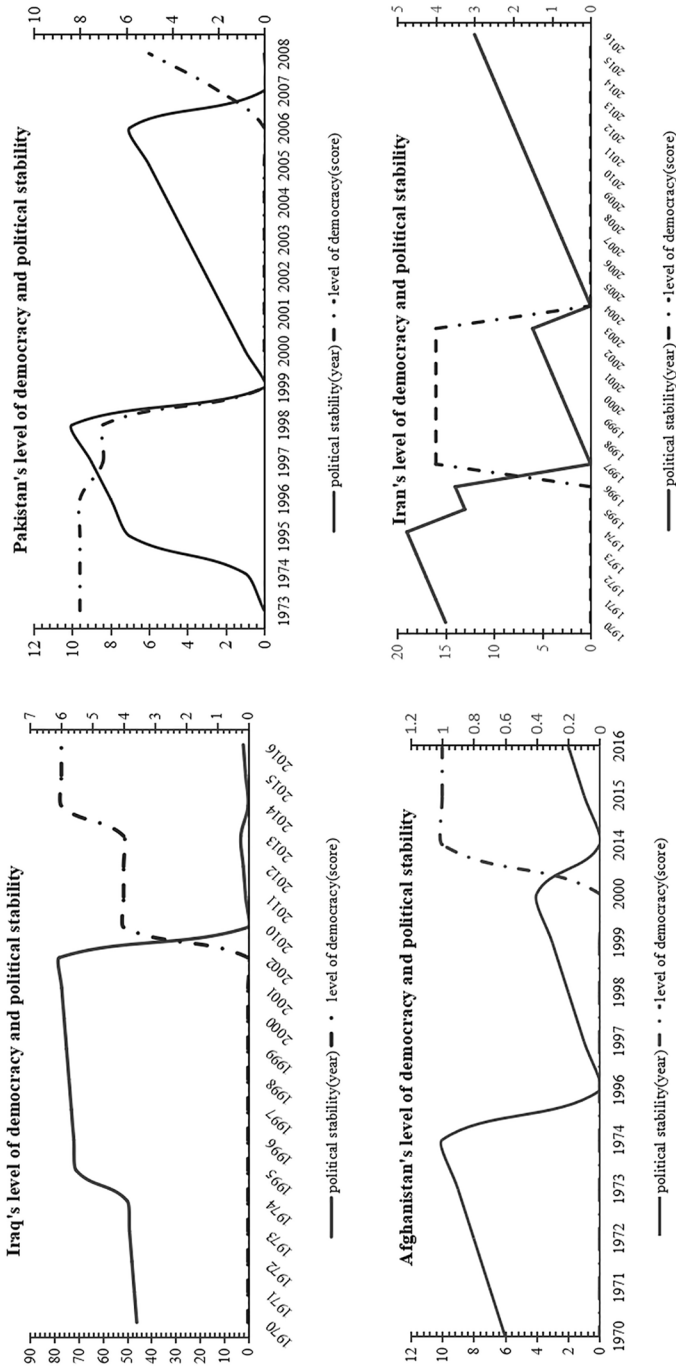 Iraq's level of democracy and political stability
90 80 70 60 50 40 30 20 10 0
7 6 5 4 3 2 1 0
1970 1971 1972 1973 1974 1995 1996 1997 1998 1999 2000 2001 2002 2010 2011 2012 2013 2014 2015 2016
political stability(year) level of democracy(score)
Pakistan's level of democracy and political stability
12 10 8 6 4 2 0
10 8 6 4 2 0
1973 1974 1995 1996 1997 1998 1999 2000 2001 2002 2003 2004 2005 2006 2007 2008
political stability(year) level of democracy(score)
Afghanistan's level of democracy and political stability
10 8 6 4 2 0
1.2 1 0.8 0.6 0.4 0.2 0
1970 1971 1972 1973 1974 1996 1997 1998 1999 2000 2014 2015 2016
political stability(year) level of democracy(score)
Iran's level of democracy and political stability
20 15 10 5 0
5 4 3 2 1 0
1970 1971 1972 1973 1974 1995 1996 1997 1998 1999 2000 2001 2002 2003 2004 2005 2006 2007 2008 2009 2010 2011 2012 2013 2014 2015 2016
political stability(year) level of democracy(score)